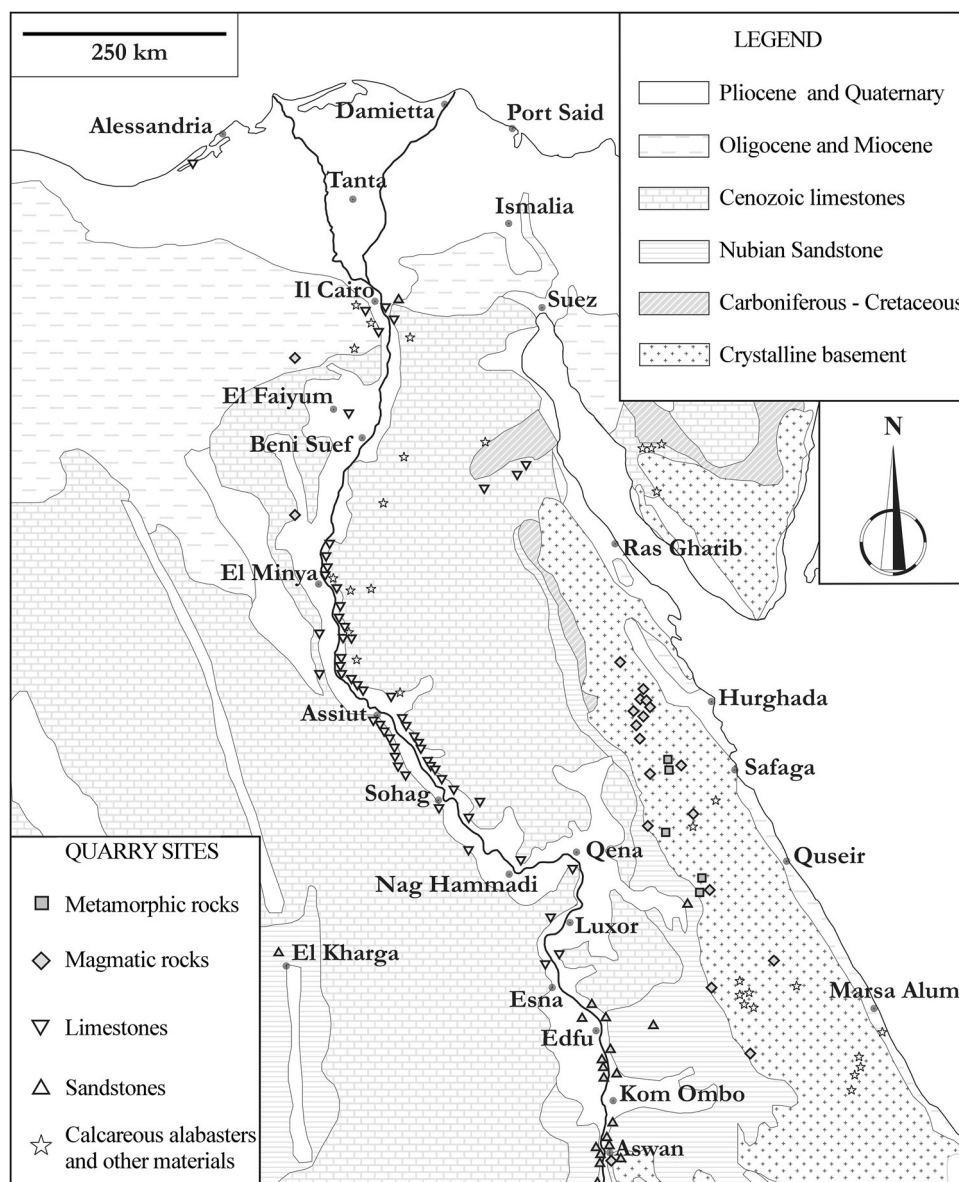 250 km
LEGEND
Pliocene and Quaternary
Oligocene and Miocene
Cenozoic limestones
Nubian Sandstone
Carboniferous - Cretaceous
Crystalline basement
N
Alessandria
Damietta
Port Said
Tanta
Ismalia
Il Cairo
Suez
El Faiyum
Beni Suef
Ras Gharib
El Minya
Hurghada
Assiut
Safaga
Sohag
Qena
Quseir
Nag Hammadi
Luxor
El Kharga
Esna
Marsa Alum
Edfu
Kom Ombo
Aswan
QUARRY SITES
Metamorphic rocks
Magmatic rocks
Limestones
Sandstones
Calcareous alabasters
and other materials